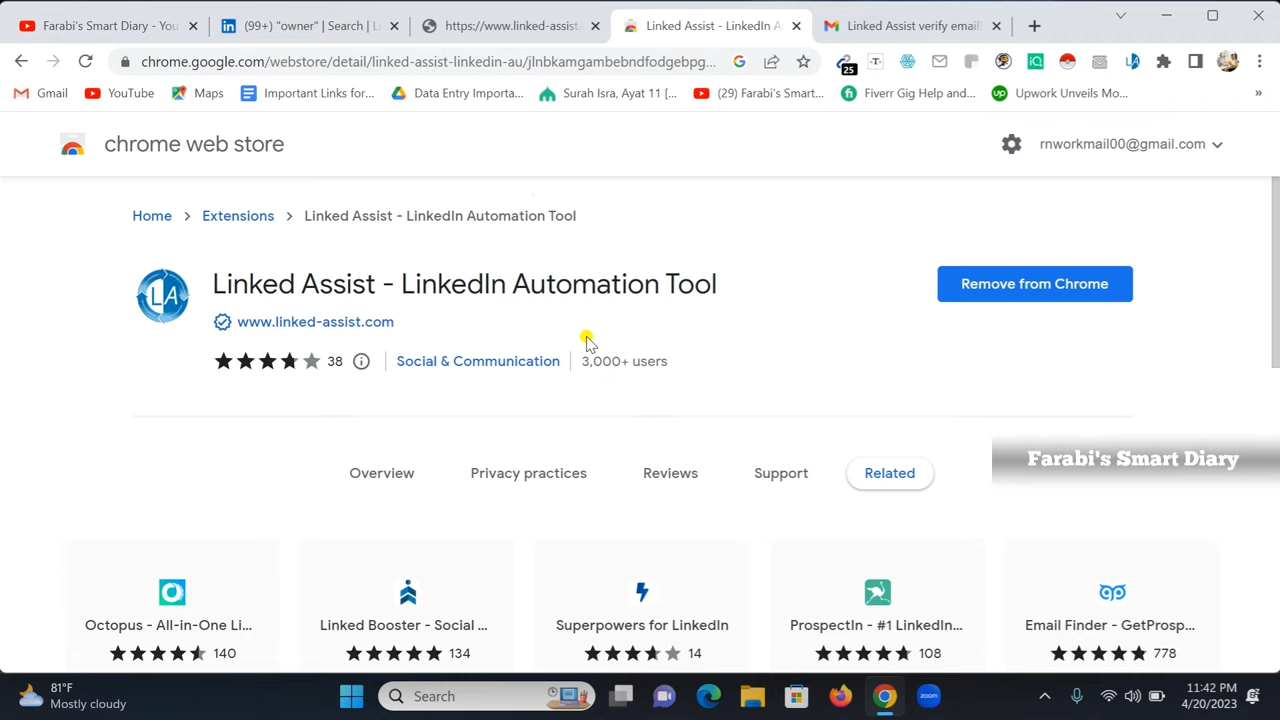 Farabi's Smart Diary - You
(99+) "owner" | Search | Li
https://www.linked-assist.
Linked Assist - LinkedIn A
Linked Assist verify email!
chrome.google.com/webstore/detail/linked-assist-linkedin-au/jlnbkamgambebndfodgebpg...
25
Gmail
YouTube
Maps
Important Links for...
Data Entry Importa...
Surah Isra, Ayat 11 [...
(29) Farabi's Smart...
Fiverr Gig Help and...
Upwork Unveils Mo...
»
chrome web store
rnworkmail00@gmail.com
Home > Extensions > Linked Assist - LinkedIn Automation Tool
LA
Linked Assist - LinkedIn Automation Tool
Remove from Chrome
www.linked-assist.com
38
Social & Communication
3,000+ users
Farabi's Smart Diary
Overview
Privacy practices
Reviews
Support
Related
Octopus - All-in-One Li...
Linked Booster - Social ...
Superpowers for LinkedIn
ProspectIn - #1 LinkedIn...
Email Finder - GetProsp...
140
134
14
108
778
81°F
Mostly cloudy
Search
zoom
11:42 PM
4/20/2023